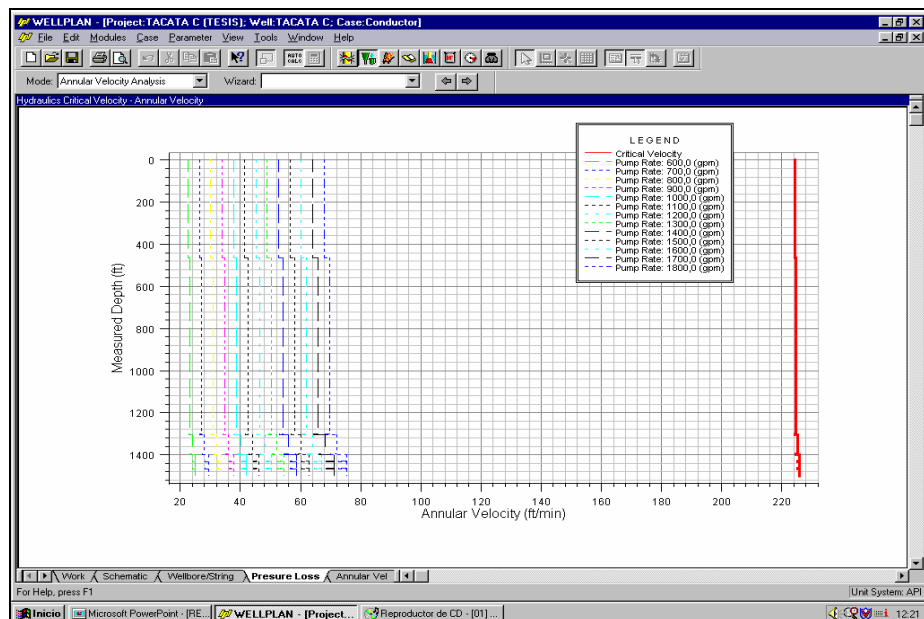 WELLPLAN - [Project:TACATA C (TESIS); Well:TACATA C; Case:Conductor]
File Edit Modules Case Parameter View Tools Window Help
AUTO CALC
Mode: Annular Velocity Analysis Wizard:
Hydraulics Critical Velocity - Annular Velocity
LEGEND
Critical Velocity
Pump Rate: 600,0 (gpm)
Pump Rate: 700,0 (gpm)
Pump Rate: 800,0 (gpm)
Pump Rate: 900,0 (gpm)
Pump Rate: 1000,0 (gpm)
Pump Rate: 1100,0 (gpm)
Pump Rate: 1200,0 (gpm)
Pump Rate: 1300,0 (gpm)
Pump Rate: 1400,0 (gpm)
Pump Rate: 1500,0 (gpm)
Pump Rate: 1600,0 (gpm)
Pump Rate: 1700,0 (gpm)
Pump Rate: 1800,0 (gpm)
Measured Depth (ft)
0
200
400
600
800
1000
1200
1400
20 40 60 80 100 120 140 160 180 200 220
Annular Velocity (ft/min)
Work Schematic Wellbore/String Presure Loss Annular Vel
For Help, press F1 Unit System: API
Inicio Microsoft PowerPoint - [RE... WELLPLAN - [Project... Reproductor de CD - [01] ... 12:21